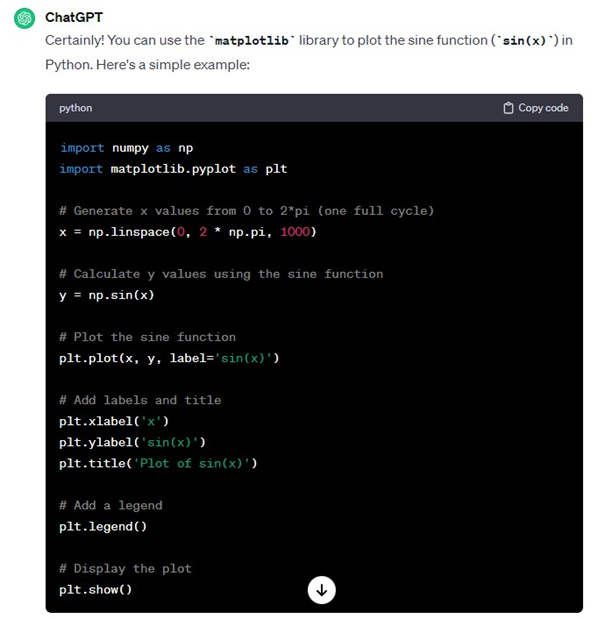 ChatGPT
Certainly! You can use the `matplotlib` library to plot the sine function (`sin(x)`) in
Python. Here's a simple example:
python
Copy code
import numpy as np
import matplotlib.pyplot as plt
# Generate x values from 0 to 2*pi (one full cycle)
x = np.linspace(0, 2 * np.pi, 1000)
# Calculate y values using the sine function
y = np.sin(x)
# Plot the sine function
plt.plot(x, y, label='sin(x)')
# Add labels and title
plt.xlabel('x')
plt.ylabel('sin(x)')
plt.title('Plot of sin(x)')
# Add a legend
plt.legend()
# Display the plot
plt.show()